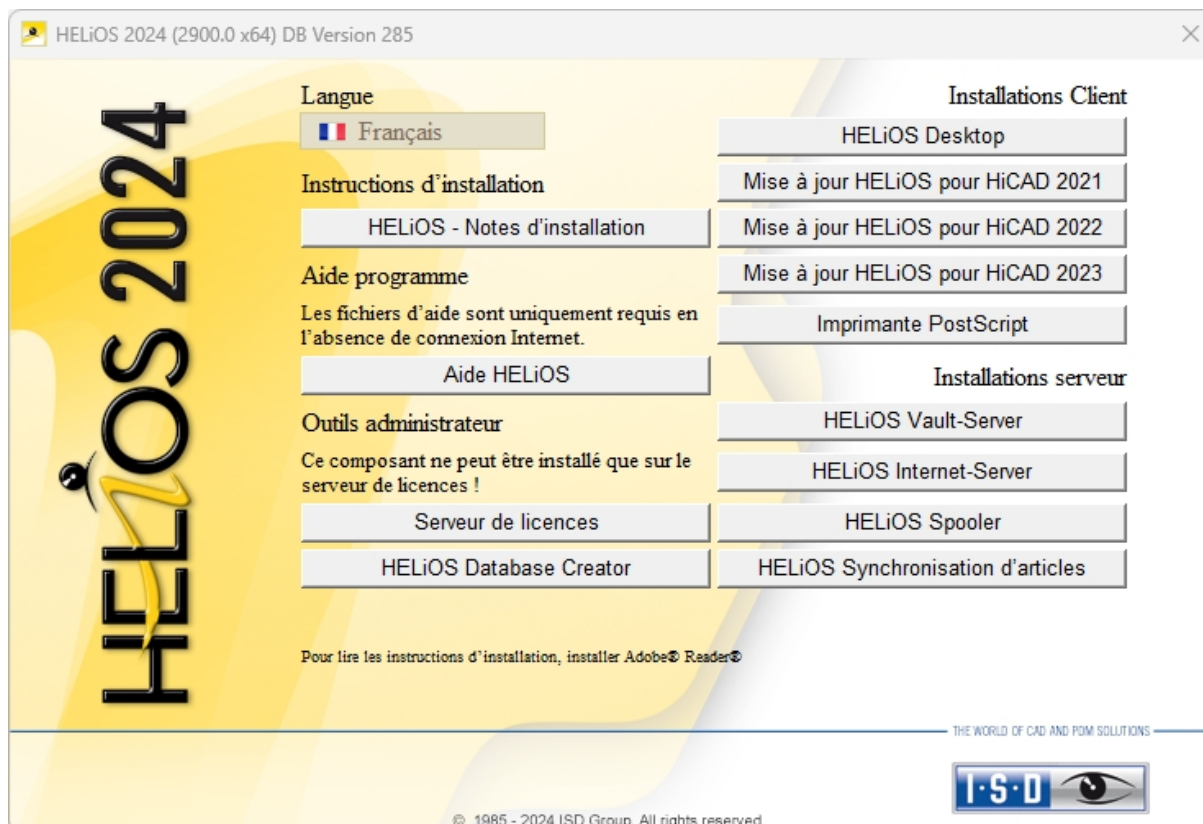 HELiOS 2024 (2900.0 x64) DB Version 285
HELiOS 2024
Langue
Français
Instructions d'installation
HELiOS - Notes d'installation
Aide programme
Les fichiers d'aide sont uniquement requis en
l'absence de connexion Internet.
Aide HELiOS
Outils administrateur
Ce composant ne peut être installé que sur le
serveur de licences !
Serveur de licences
HELiOS Database Creator
Installations Client
HELiOS Desktop
Mise à jour HELiOS pour HiCAD 2021
Mise à jour HELiOS pour HiCAD 2022
Mise à jour HELiOS pour HiCAD 2023
Imprimante PostScript
Installations serveur
HELiOS Vault-Server
HELiOS Internet-Server
HELiOS Spooler
HELiOS Synchronisation d'articles
Pour lire les instructions d'installation, installer Adobe® Reader®
THE WORLD OF CAD AND PDM SOLUTIONS
I·S·D
© 1985 - 2024 ISD Group. All rights reserved